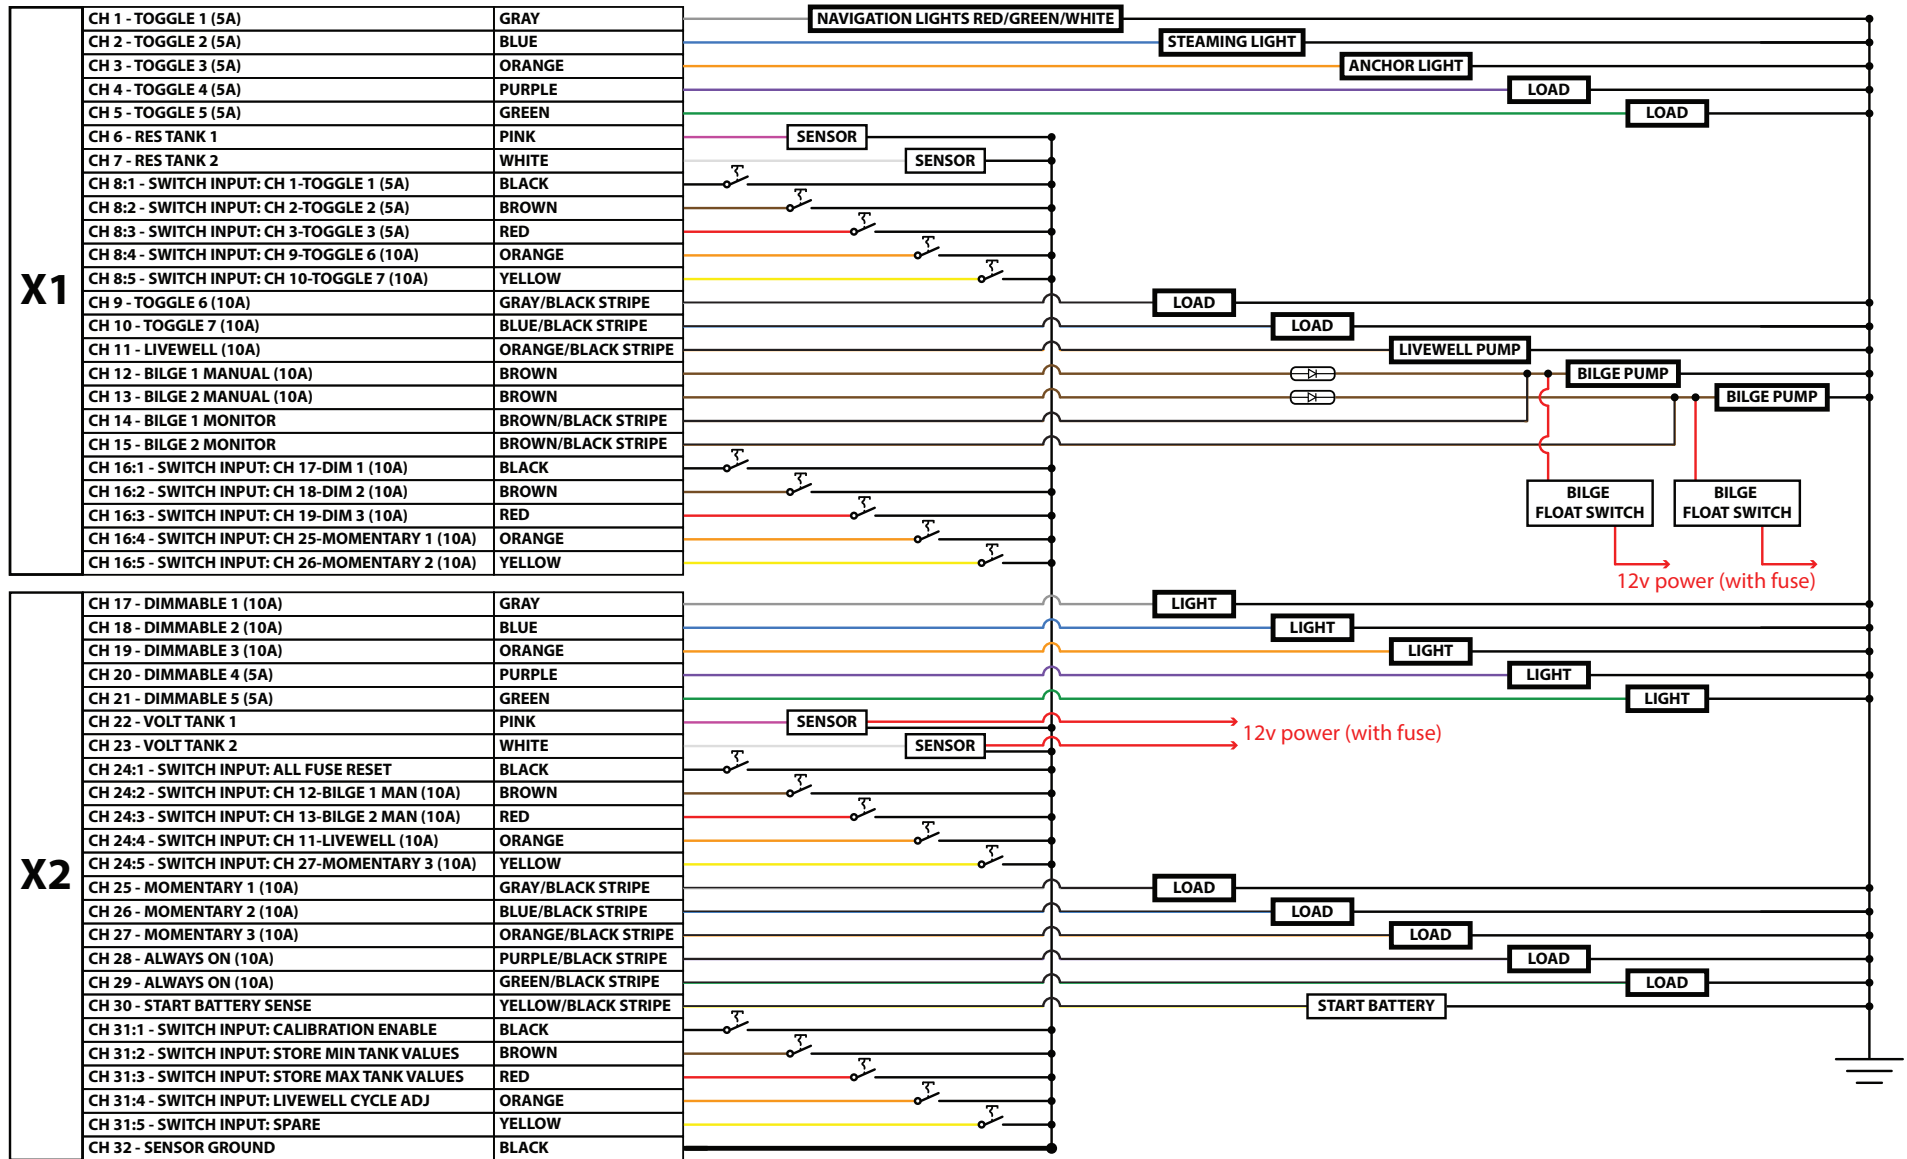 X1
CH 1 - TOGGLE 1 (5A) GRAY NAVIGATION LIGHTS RED/GREEN/WHITE
CH 2 - TOGGLE 2 (5A) BLUE STEAMING LIGHT
CH 3 - TOGGLE 3 (5A) ORANGE ANCHOR LIGHT
CH 4 - TOGGLE 4 (5A) PURPLE LOAD
CH 5 - TOGGLE 5 (5A) GREEN LOAD
CH 6 - RES TANK 1 PINK SENSOR
CH 7 - RES TANK 2 WHITE SENSOR
CH 8:1 - SWITCH INPUT: CH 1-TOGGLE 1 (5A) BLACK
CH 8:2 - SWITCH INPUT: CH 2-TOGGLE 2 (5A) BROWN
CH 8:3 - SWITCH INPUT: CH 3-TOGGLE 3 (5A) RED
CH 8:4 - SWITCH INPUT: CH 9-TOGGLE 6 (10A) ORANGE
CH 8:5 - SWITCH INPUT: CH 10-TOGGLE 7 (10A) YELLOW
CH 9 - TOGGLE 6 (10A) GRAY/BLACK STRIPE LOAD
CH 10 - TOGGLE 7 (10A) BLUE/BLACK STRIPE LOAD
CH 11 - LIVEWELL (10A) ORANGE/BLACK STRIPE LIVEWELL PUMP
CH 12 - BILGE 1 MANUAL (10A) BROWN BILGE PUMP
CH 13 - BILGE 2 MANUAL (10A) BROWN BILGE PUMP
CH 14 - BILGE 1 MONITOR BROWN/BLACK STRIPE
CH 15 - BILGE 2 MONITOR BROWN/BLACK STRIPE
CH 16:1 - SWITCH INPUT: CH 17-DIM 1 (10A) BLACK
CH 16:2 - SWITCH INPUT: CH 18-DIM 2 (10A) BROWN
CH 16:3 - SWITCH INPUT: CH 19-DIM 3 (10A) RED
CH 16:4 - SWITCH INPUT: CH 25-MOMENTARY 1 (10A) ORANGE
CH 16:5 - SWITCH INPUT: CH 26-MOMENTARY 2 (10A) YELLOW
BILGE
FLOAT SWITCH
BILGE
FLOAT SWITCH
12v power (with fuse)
X2
CH 17 - DIMMABLE 1 (10A) GRAY LIGHT
CH 18 - DIMMABLE 2 (10A) BLUE LIGHT
CH 19 - DIMMABLE 3 (10A) ORANGE LIGHT
CH 20 - DIMMABLE 4 (5A) PURPLE LIGHT
CH 21 - DIMMABLE 5 (5A) GREEN LIGHT
CH 22 - VOLT TANK 1 PINK SENSOR
12v power (with fuse)
CH 23 - VOLT TANK 2 WHITE SENSOR
CH 24:1 - SWITCH INPUT: ALL FUSE RESET BLACK
CH 24:2 - SWITCH INPUT: CH 12-BILGE 1 MAN (10A) BROWN
CH 24:3 - SWITCH INPUT: CH 13-BILGE 2 MAN (10A) RED
CH 24:4 - SWITCH INPUT: CH 11-LIVEWELL (10A) ORANGE
CH 24:5 - SWITCH INPUT: CH 27-MOMENTARY 3 (10A) YELLOW
CH 25 - MOMENTARY 1 (10A) GRAY/BLACK STRIPE LOAD
CH 26 - MOMENTARY 2 (10A) BLUE/BLACK STRIPE LOAD
CH 27 - MOMENTARY 3 (10A) ORANGE/BLACK STRIPE LOAD
CH 28 - ALWAYS ON (10A) PURPLE/BLACK STRIPE LOAD
CH 29 - ALWAYS ON (10A) GREEN/BLACK STRIPE LOAD
CH 30 - START BATTERY SENSE YELLOW/BLACK STRIPE START BATTERY
CH 31:1 - SWITCH INPUT: CALIBRATION ENABLE BLACK
CH 31:2 - SWITCH INPUT: STORE MIN TANK VALUES BROWN
CH 31:3 - SWITCH INPUT: STORE MAX TANK VALUES RED
CH 31:4 - SWITCH INPUT: LIVEWELL CYCLE ADJ ORANGE
CH 31:5 - SWITCH INPUT: SPARE YELLOW
CH 32 - SENSOR GROUND BLACK